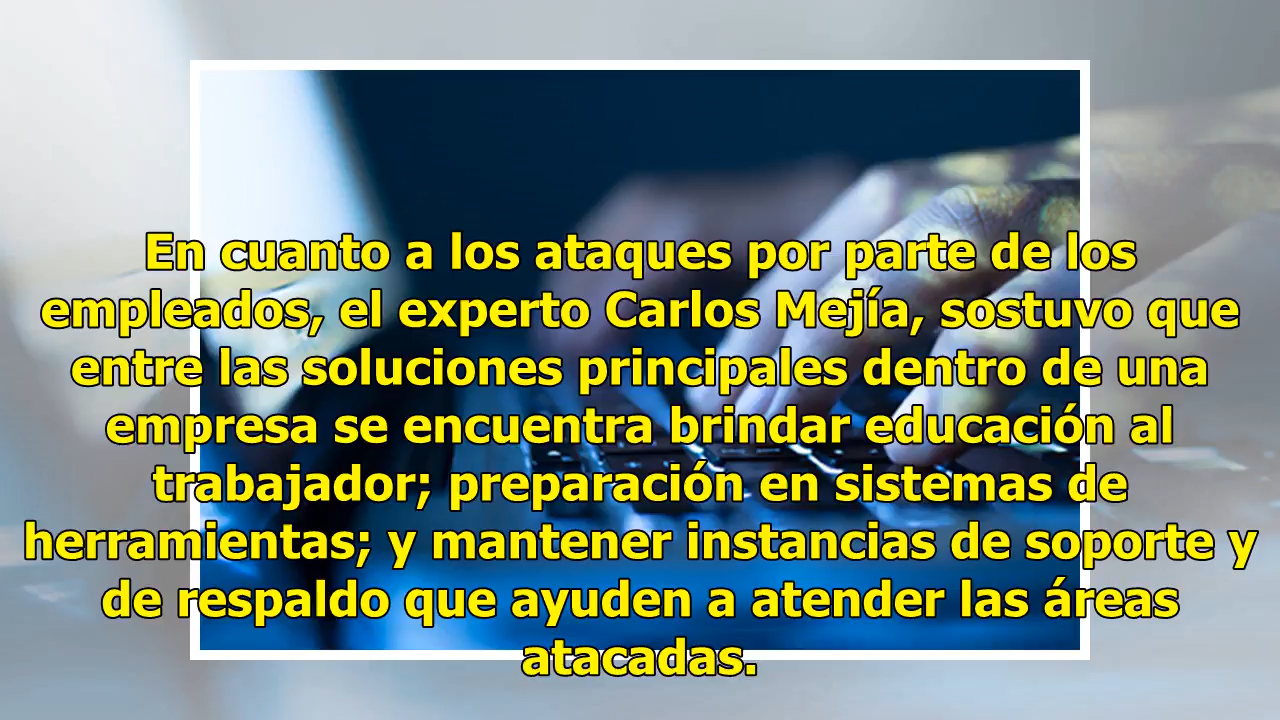 En cuanto a los ataques por parte de los
empleados, el experto Carlos Mejía, sostuvo que
entre las soluciones principales dentro de una
empresa se encuentra brindar educación al
trabajador; preparación en sistemas de
herramientas; y mantener instancias de soporte y
de respaldo que ayuden a atender las áreas
atacadas.